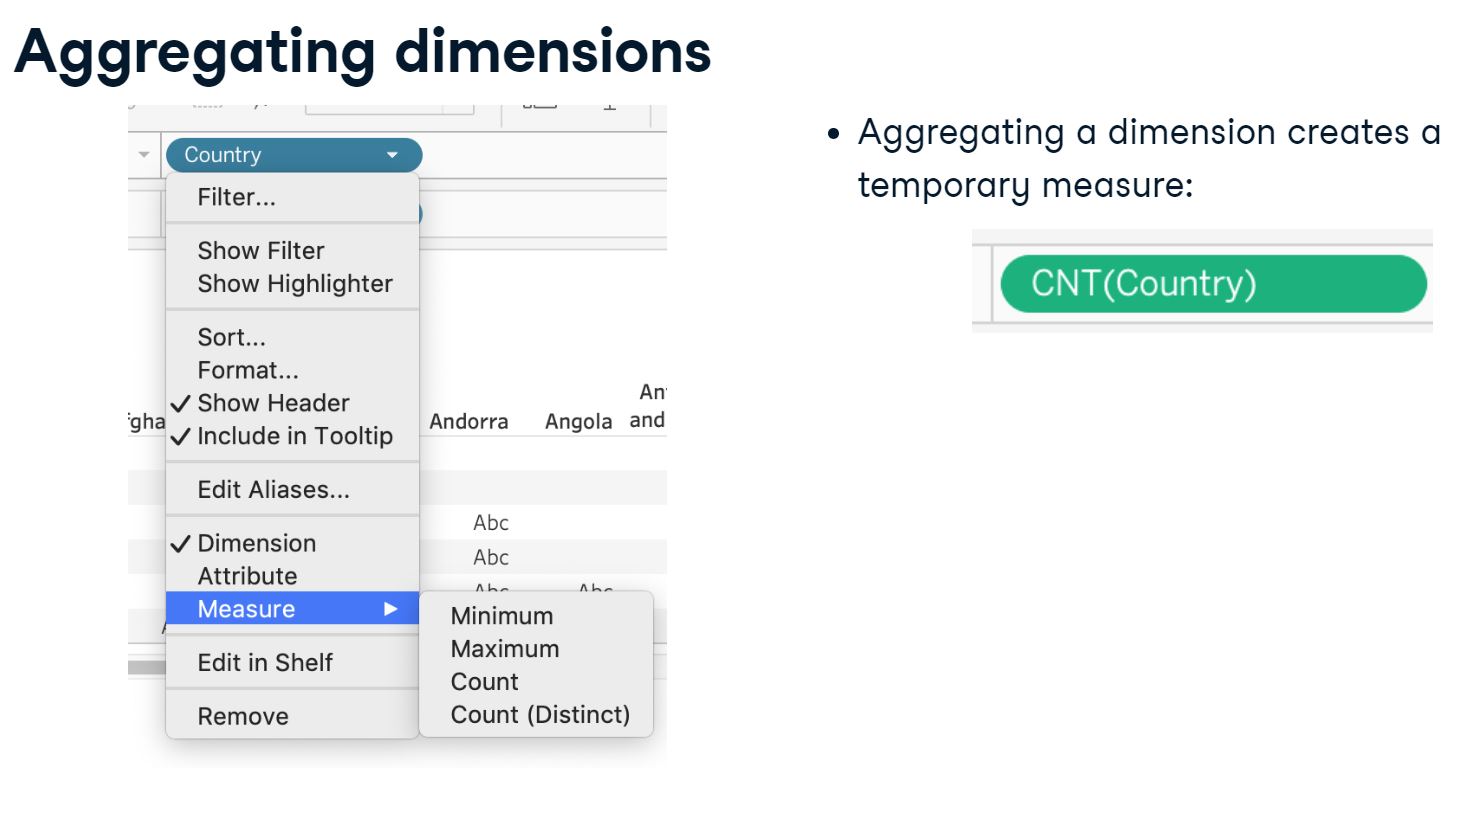 Aggregating dimensions
Country
Filter...
Show Filter
Show Highlighter
Sort...
Format...
✓ Show Header
✓ Include in Tooltip
Edit Aliases...
✓ Dimension
Attribute
Measure ▶
Edit in Shelf
Remove
Minimum
Maximum
Count
Count (Distinct)
Andorra
Angola
and
Abc
Abc
Abc Abc
• Aggregating a dimension creates a
temporary measure:
CNT(Country)